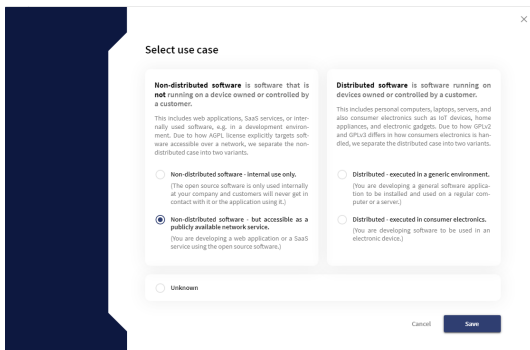 Select use case
Non-distributed software is software that is
not running on a device owned or controlled by
a customer.
This includes web applications, SaaS services, or inter-
nally used software, e.g. in a development environ-
ment. Due to how AGPL license explicitly targets soft-
ware accessible over a network, we separate the non-
distributed case into two variants.
Non-distributed software - internal use only.
(The open source software is only used internally
at your company and customers will never get in
contact with it or the application using it.)
Non-distributed software - but accessible as a
publicly available network service.
(You are developing a web application or a SaaS
service using the open source software.)
Distributed software is software running on
devices owned or controlled by a customer.
This includes personal computers, laptops, servers, and
also consumer electronics such as IoT devices, home
appliances, and electronic gadgets. Due to how GPLv2
and GPLv3 differs in how consumers electronics is han-
dled, we separate the distributed case into two variants.
Distributed - executed in a generic environment.
(You are developing a general software applica-
tion to be installed and used on a regular com-
puter or a server.)
Distributed - executed in consumer electronics.
(You are developing software to be used in an
electronic device.)
Unknown
Cancel
Save